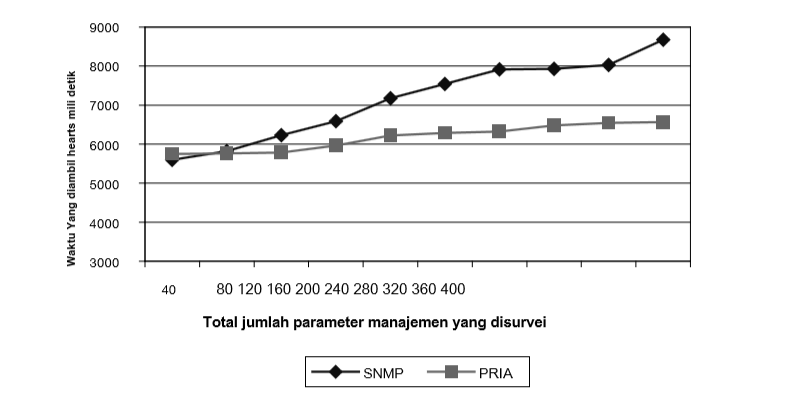 9000
8000
7000
6000
5000
4000
3000
Waktu Yang diambil hearts mili detik
40 80 120 160 200 240 280 320 360 400
Total jumlah parameter manajemen yang disurvei
SNMP PRIA